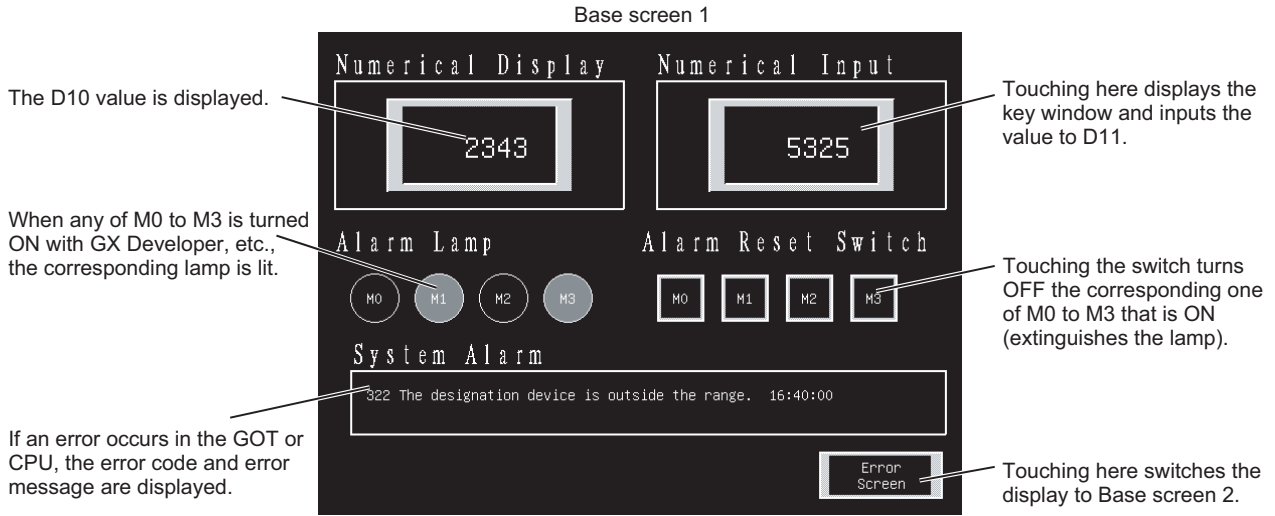 Base screen 1
Numerical Display
Numerical Input
The D10 value is displayed.
2343
5325
Touching here displays the
key window and inputs the
value to D11.
When any of M0 to M3 is turned
ON with GX Developer, etc.,
the corresponding lamp is lit.
Alarm Lamp
Alarm Reset Switch
M0
M1
M2
M3
M0
M1
M2
M3
Touching the switch turns
OFF the corresponding one
of M0 to M3 that is ON
(extinguishes the lamp).
System Alarm
322 The designation device is outside the range. 16:40:00
If an error occurs in the GOT or
CPU, the error code and error
message are displayed.
Error
Screen
Touching here switches the
display to Base screen 2.